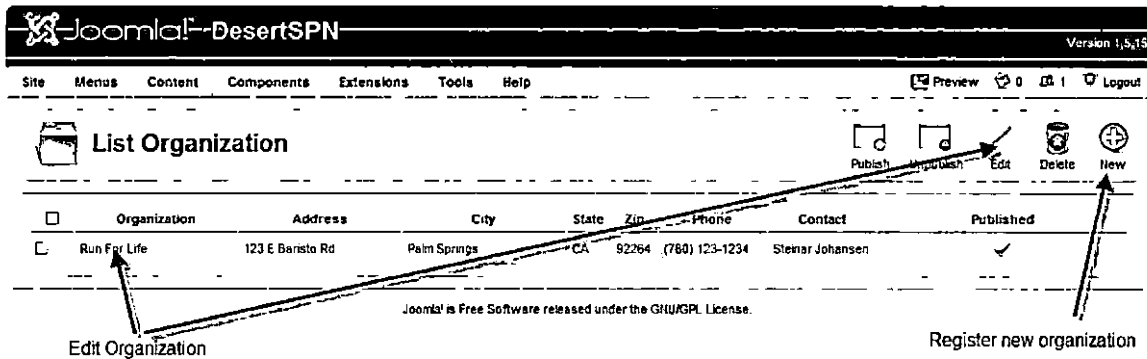 Joomla! DesertSPN
Version 1.5.15
Site Menus Content Components Extensions Tools Help Preview 0 1 Logout
List Organization
Publish Unpublish Edit Delete New
Organization Address City State Zip Phone Contact Published
Run For Life 123 E Baristo Rd Palm Springs CA 92264 (760) 123-1234 Steinar Johansen
Joomla! is Free Software released under the GNU/GPL License.
Edit Organization
Register new organization